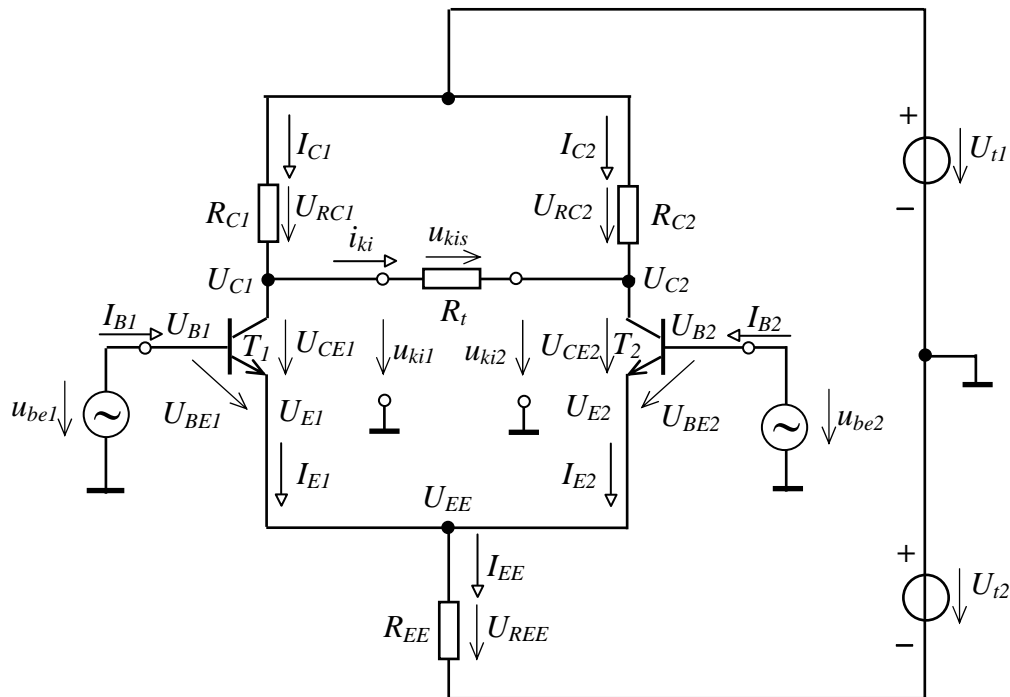 +
I_C1
I_C2
U_t1
R_C1
U_RC1
U_RC2
R_C2
−
i_ki
u_kis
U_C1
U_C2
R_t
I_B1
U_B1
T_1
U_CE1
u_ki1
u_ki2
U_CE2
T_2
U_B2
I_B2
u_be1
~
U_BE1
U_E1
U_E2
U_BE2
~
u_be2
I_E1
I_E2
U_EE
+
I_EE
U_t2
R_EE
U_REE
−